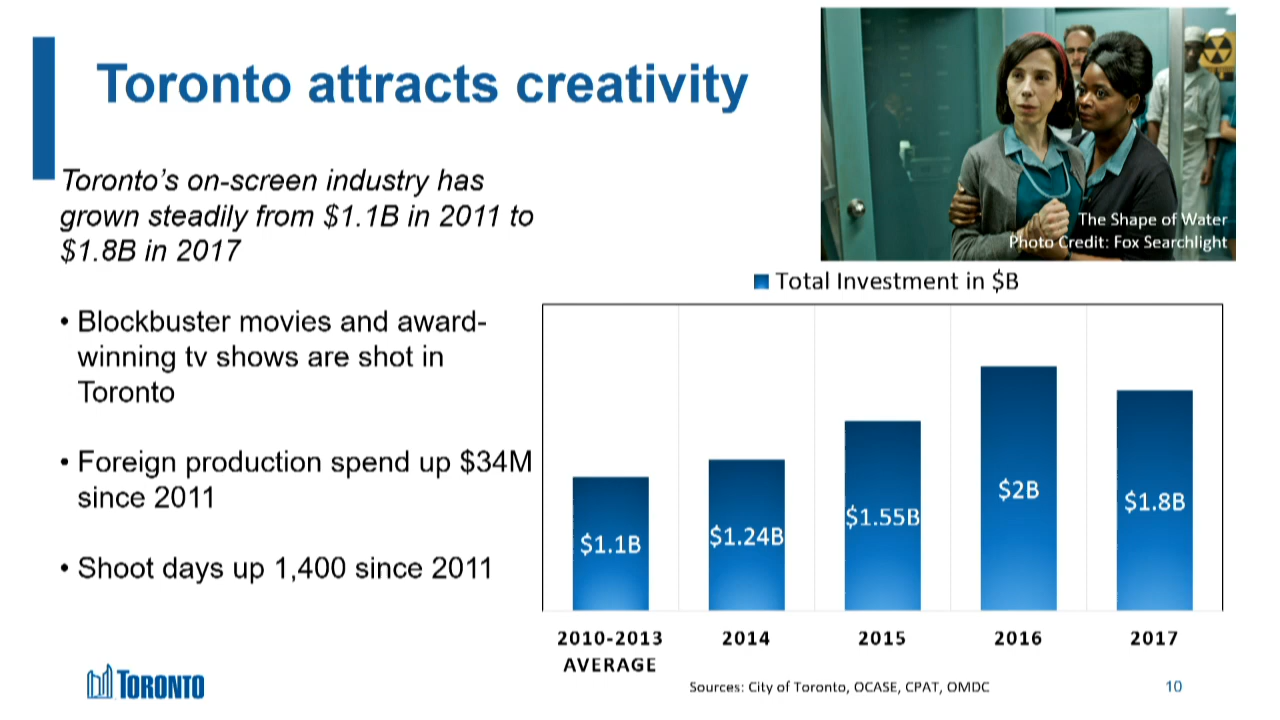 Toronto attracts creativity
Toronto’s on-screen industry has
grown steadily from $1.1B in 2011 to
$1.8B in 2017
• Blockbuster movies and award-
winning tv shows are shot in
Toronto
• Foreign production spend up $34M
since 2011
• Shoot days up 1,400 since 2011
The Shape of Water
Photo Credit: Fox Searchlight
Total Investment in $B
$1.1B
$1.24B
$1.55B
$2B
$1.8B
2010-2013
AVERAGE
2014
2015
2016
2017
TORONTO
Sources: City of Toronto, OCASE, CPAT, OMDC
10